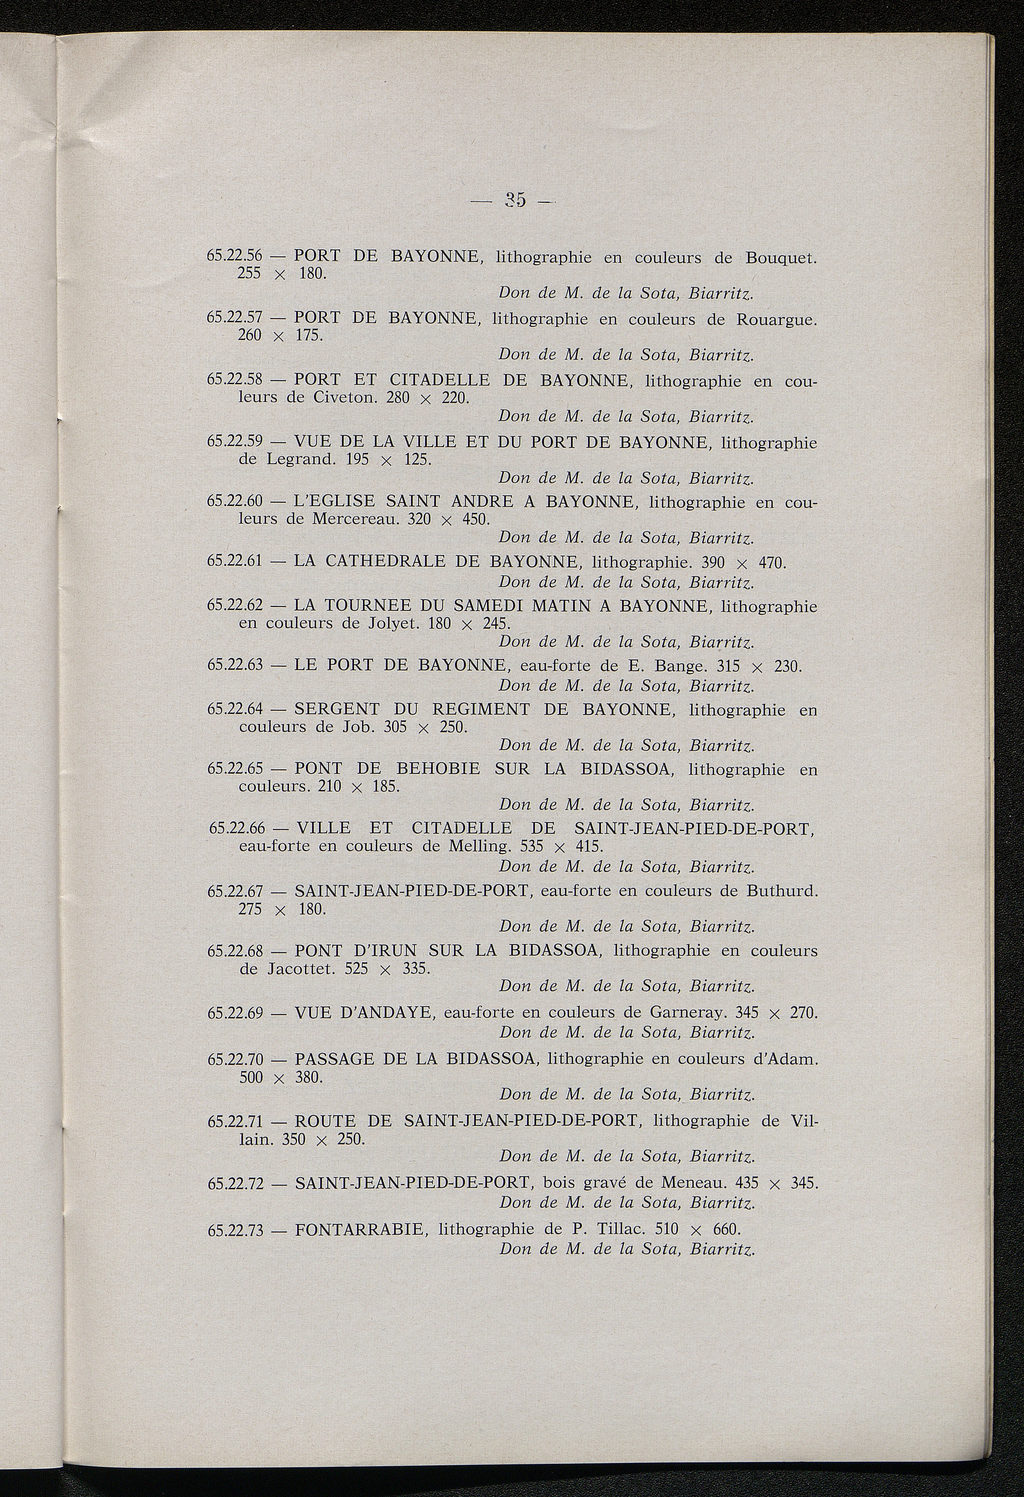 — 35 —
65.22.56 — PORT DE BAYONNE, lithographie en couleurs de Bouquet.
255 × 180.
Don de M. de la Sota, Biarritz.
65.22.57 — PORT DE BAYONNE, lithographie en couleurs de Rouargue.
260 × 175.
Don de M. de la Sota, Biarritz.
65.22.58 — PORT ET CITADELLE DE BAYONNE, lithographie en cou-
leurs de Civeton. 280 × 220.
Don de M. de la Sota, Biarritz.
65.22.59 — VUE DE LA VILLE ET DU PORT DE BAYONNE, lithographie
de Legrand. 195 × 125.
Don de M. de la Sota, Biarritz.
65.22.60 — L'EGLISE SAINT ANDRE A BAYONNE, lithographie en cou-
leurs de Mercereau. 320 × 450.
Don de M. de la Sota, Biarritz.
65.22.61 — LA CATHEDRALE DE BAYONNE, lithographie. 390 × 470.
Don de M. de la Sota, Biarritz.
65.22.62 — LA TOURNEE DU SAMEDI MATIN A BAYONNE, lithographie
en couleurs de Jolyet. 180 × 245.
Don de M. de la Sota, Biarritz.
65.22.63 — LE PORT DE BAYONNE, eau-forte de E. Bange. 315 × 230.
Don de M. de la Sota, Biarritz.
65.22.64 — SERGENT DU REGIMENT DE BAYONNE, lithographie en
couleurs de Job. 305 × 250.
Don de M. de la Sota, Biarritz.
65.22.65 — PONT DE BEHOBIE SUR LA BIDASSOA, lithographie en
couleurs. 210 × 185.
Don de M. de la Sota, Biarritz.
65.22.66 — VILLE ET CITADELLE DE SAINT-JEAN-PIED-DE-PORT,
eau-forte en couleurs de Melling. 535 × 415.
Don de M. de la Sota, Biarritz.
65.22.67 — SAINT-JEAN-PIED-DE-PORT, eau-forte en couleurs de Buthurd.
275 × 180.
Don de M. de la Sota, Biarritz.
65.22.68 — PONT D'IRUN SUR LA BIDASSOA, lithographie en couleurs
de Jacottet. 525 × 335.
Don de M. de la Sota, Biarritz.
65.22.69 — VUE D'ANDAYE, eau-forte en couleurs de Garneray. 345 × 270.
Don de M. de la Sota, Biarritz.
65.22.70 — PASSAGE DE LA BIDASSOA, lithographie en couleurs d'Adam.
500 × 380.
Don de M. de la Sota, Biarritz.
65.22.71 — ROUTE DE SAINT-JEAN-PIED-DE-PORT, lithographie de Vil-
lain. 350 × 250.
Don de M. de la Sota, Biarritz.
65.22.72 — SAINT-JEAN-PIED-DE-PORT, bois gravé de Meneau. 435 × 345.
Don de M. de la Sota, Biarritz.
65.22.73 — FONTARRABIE, lithographie de P. Tillac. 510 × 660.
Don de M. de la Sota, Biarritz.